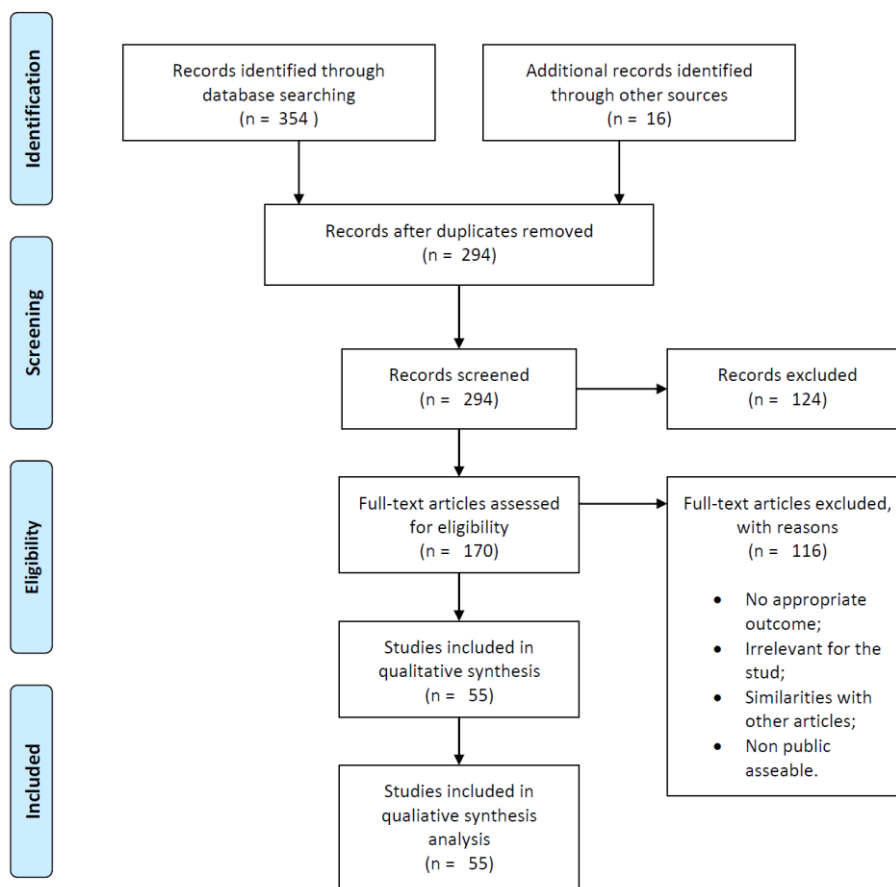 Identification
Records identified through
database searching
(n = 354 )
Additional records identified
through other sources
(n = 16)
Records after duplicates removed
(n = 294)
Screening
Records screened
(n = 294)
Records excluded
(n = 124)
Eligibility
Full-text articles assessed
for eligibility
(n = 170)
Full-text articles excluded,
with reasons
(n = 116)
• No appropriate
outcome;
• Irrelevant for the
stud;
• Similarities with
other articles;
• Non public
asseable.
Studies included in
qualitative synthesis
(n = 55)
Included
Studies included in
qualiative synthesis
analysis
(n = 55)